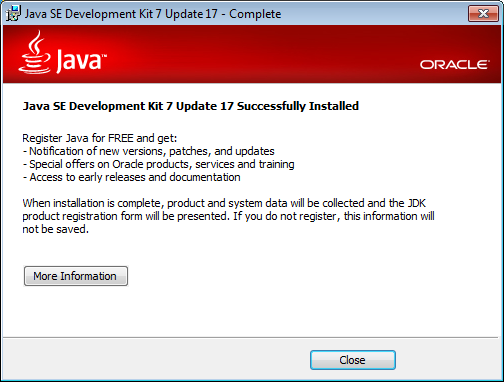 Java SE Development Kit 7 Update 17 - Complete
Java™
ORACLE®
Java SE Development Kit 7 Update 17 Successfully Installed
Register Java for FREE and get:
- Notification of new versions, patches, and updates
- Special offers on Oracle products, services and training
- Access to early releases and documentation
When installation is complete, product and system data will be collected and the JDK
product registration form will be presented. If you do not register, this information will
not be saved.
More Information
Close